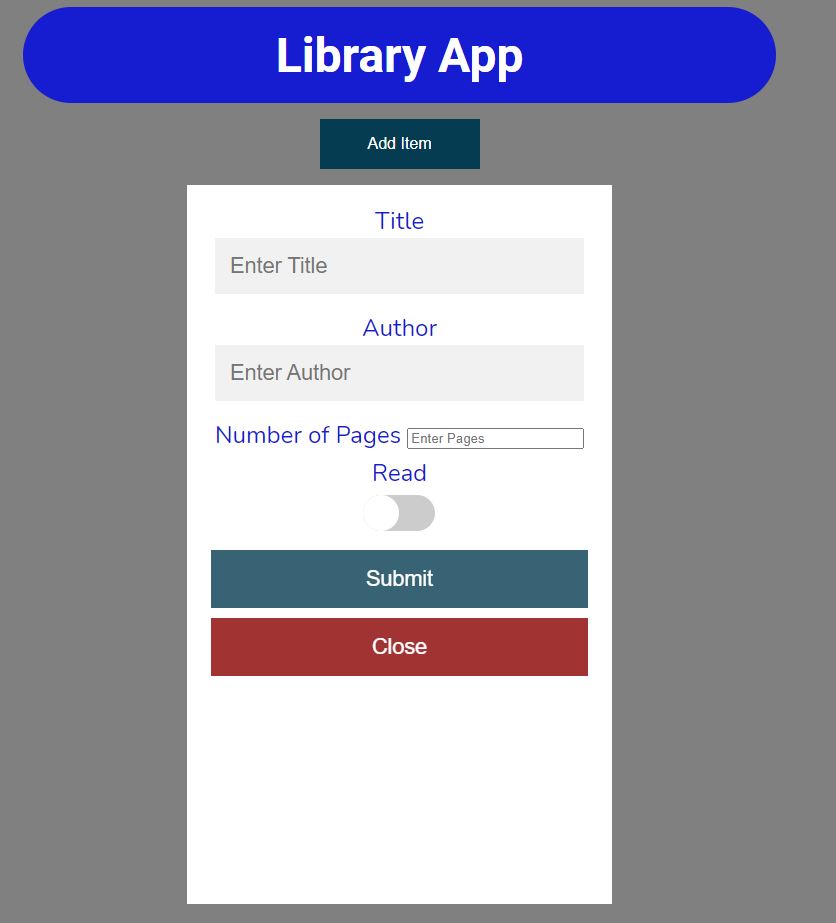 Library App
Add Item
Title
Enter Title
Author
Enter Author
Number of Pages Enter Pages
Read
Submit
Close